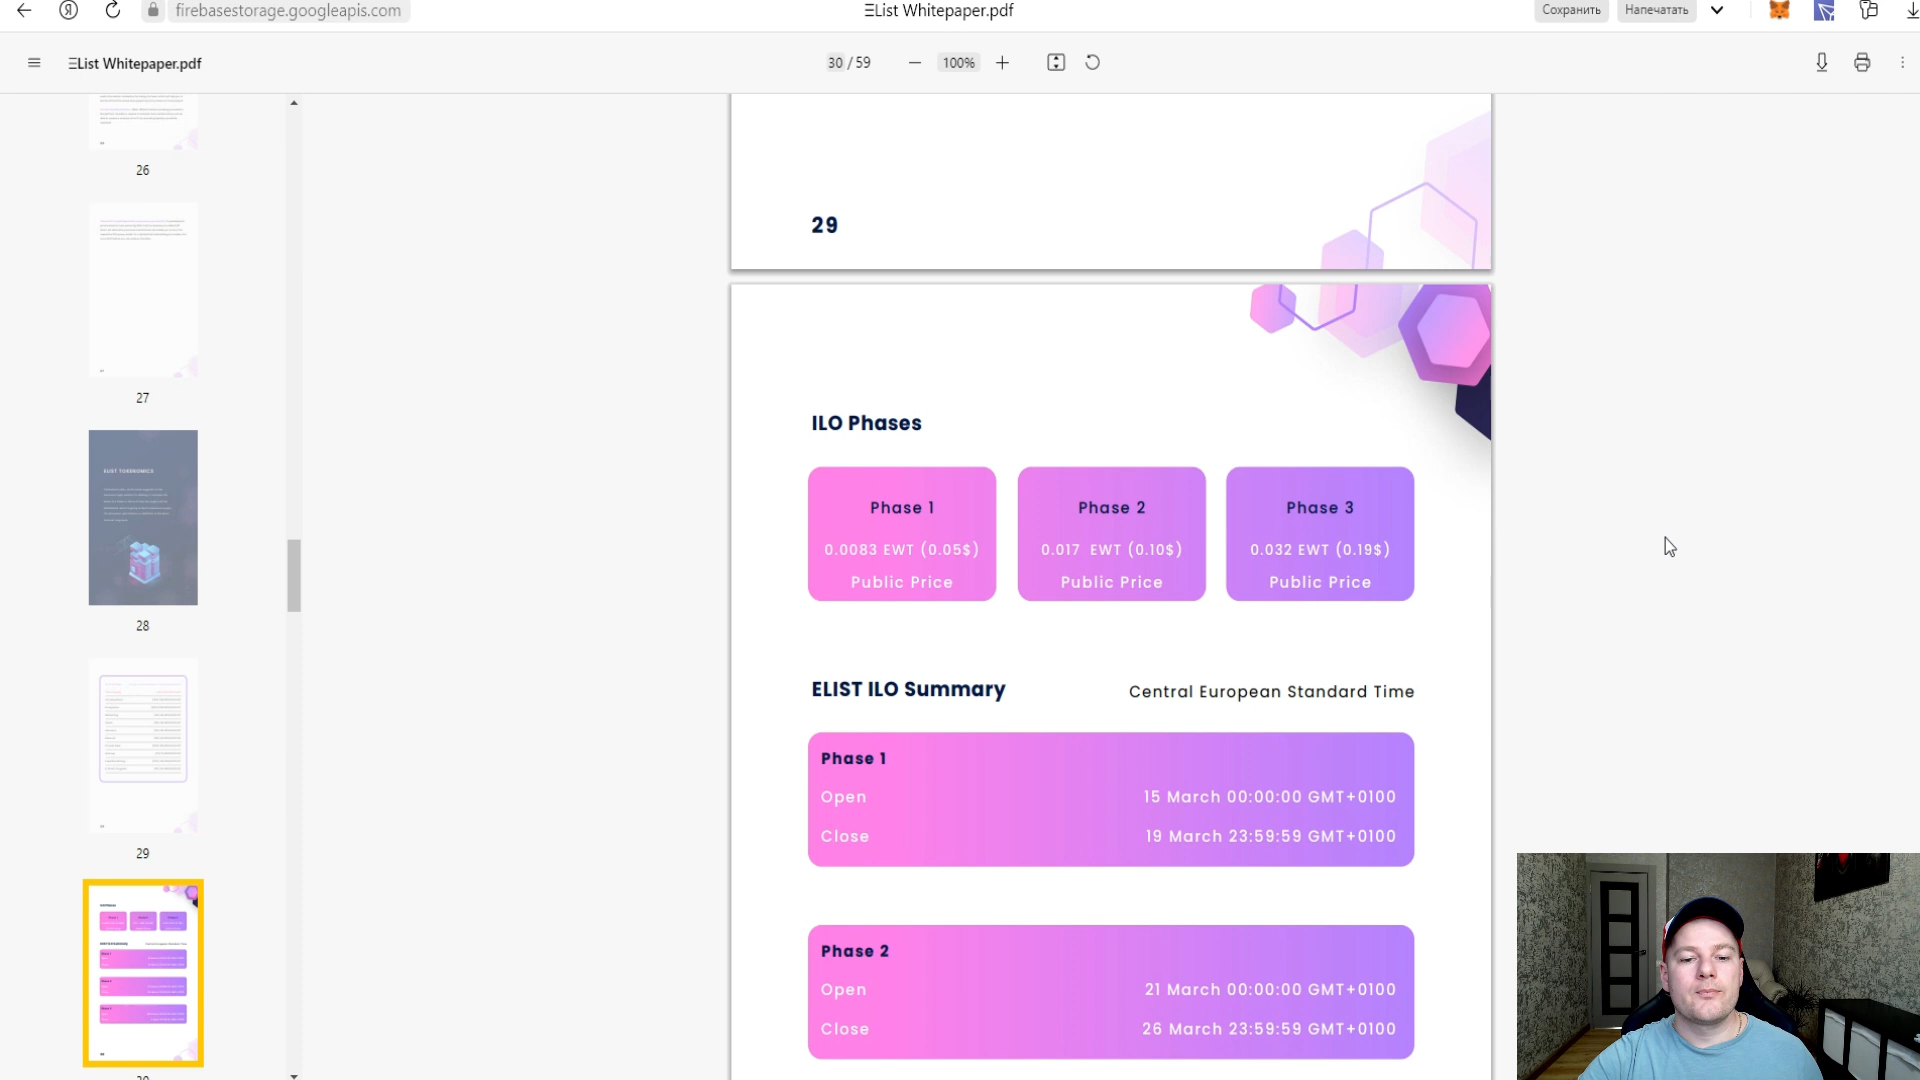 firebasestorage.googleapis.com
ΞList Whitepaper.pdf
Сохранить
Напечатать
ΞList Whitepaper.pdf
30 / 59
100%
26
27
ELIST TOKENOMICS
28
29
29
ILO Phases
Phase 1
0.0083 EWT (0.05$)
Public Price
Phase 2
0.017 EWT (0.10$)
Public Price
Phase 3
0.032 EWT (0.19$)
Public Price
ELIST ILO Summary
Central European Standard Time
Phase 1
Open 15 March 00:00:00 GMT+0100
Close 19 March 23:59:59 GMT+0100
Phase 2
Open 21 March 00:00:00 GMT+0100
Close 26 March 23:59:59 GMT+0100